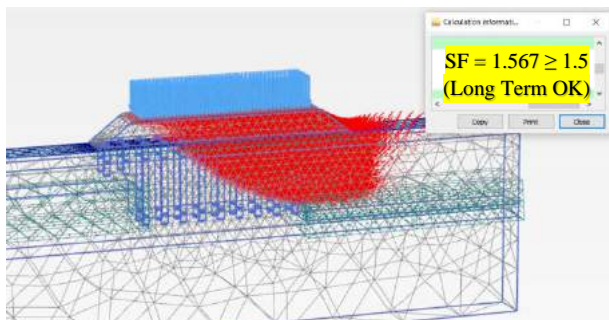 Calculation informati...
SF = 1.567 ≥ 1.5
(Long Term OK)
Copy
Print
Close